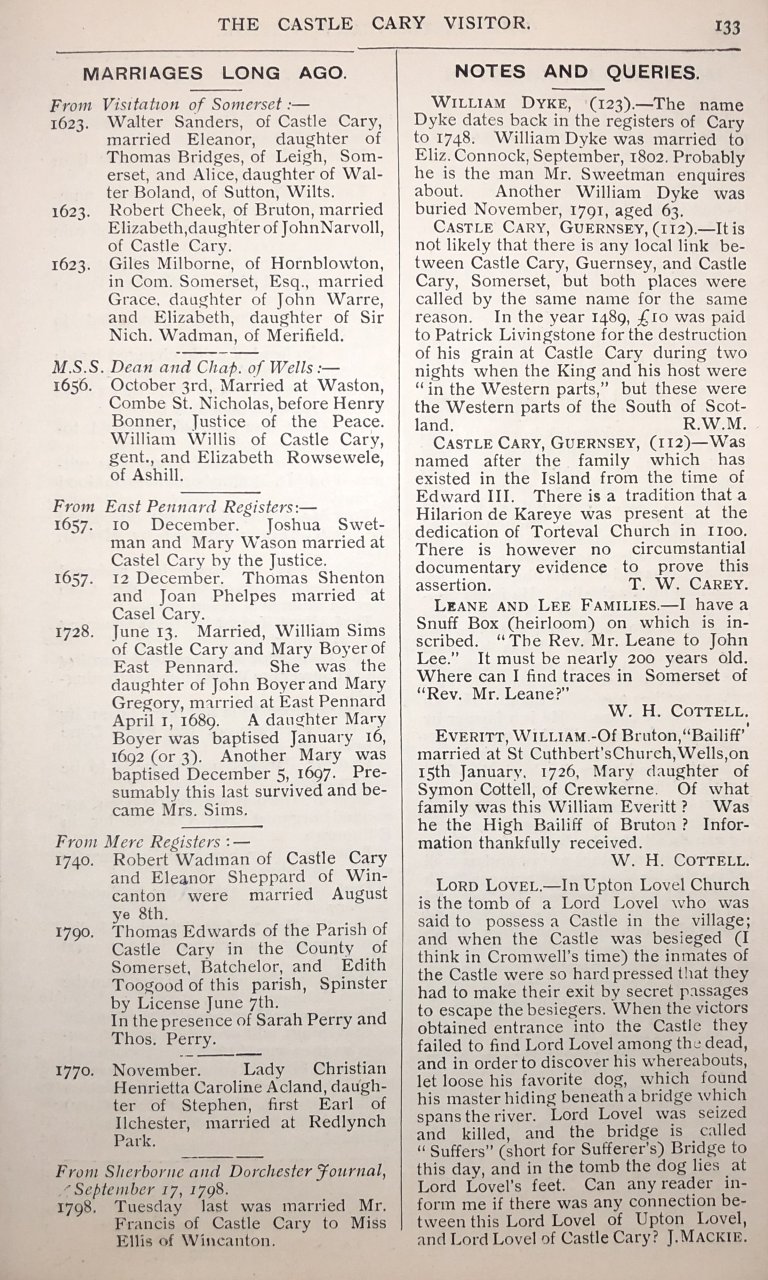 THE CASTLE CARY VISITOR. 133
MARRIAGES LONG AGO.
From Visitation of Somerset :—
1623. Walter Sanders, of Castle Cary,
married Eleanor, daughter of
Thomas Bridges, of Leigh, Som-
erset, and Alice, daughter of Wal-
ter Boland, of Sutton, Wilts.
1623. Robert Cheek, of Bruton, married
Elizabeth,daughter of JohnNarvoll,
of Castle Cary.
1623. Giles Milborne, of Hornblowton,
in Com. Somerset, Esq., married
Grace, daughter of John Warre,
and Elizabeth, daughter of Sir
Nich. Wadman, of Merifield.
M.S.S. Dean and Chap. of Wells :—
1656. October 3rd, Married at Waston,
Combe St. Nicholas, before Henry
Bonner, Justice of the Peace.
William Willis of Castle Cary,
gent., and Elizabeth Rowsewele,
of Ashill.
From East Pennard Registers:—
1657. 10 December. Joshua Swet-
man and Mary Wason married at
Castel Cary by the Justice.
1657. 12 December. Thomas Shenton
and Joan Phelpes married at
Casel Cary.
1728. June 13. Married, William Sims
of Castle Cary and Mary Boyer of
East Pennard. She was the
daughter of John Boyer and Mary
Gregory, married at East Pennard
April 1, 1689. A daughter Mary
Boyer was baptised January 16,
1692 (or 3). Another Mary was
baptised December 5, 1697. Pre-
sumably this last survived and be-
came Mrs. Sims.
From Mere Registers :—
1740. Robert Wadman of Castle Cary
and Eleanor Sheppard of Win-
canton were married August
ye 8th.
1790. Thomas Edwards of the Parish of
Castle Cary in the County of
Somerset, Batchelor, and Edith
Toogood of this parish, Spinster
by License June 7th.
In the presence of Sarah Perry and
Thos. Perry.
1770. November. Lady Christian
Henrietta Caroline Acland, daugh-
ter of Stephen, first Earl of
Ilchester, married at Redlynch
Park.
From Sherborne and Dorchester Journal,
September 17, 1798.
1798. Tuesday last was married Mr.
Francis of Castle Cary to Miss
Ellis of Wincanton.
NOTES AND QUERIES.
WILLIAM DYKE, (123).—The name
Dyke dates back in the registers of Cary
to 1748. William Dyke was married to
Eliz. Connock, September, 1802. Probably
he is the man Mr. Sweetman enquires
about. Another William Dyke was
buried November, 1791, aged 63.
CASTLE CARY, GUERNSEY, (112).—It is
not likely that there is any local link be-
tween Castle Cary, Guernsey, and Castle
Cary, Somerset, but both places were
called by the same name for the same
reason. In the year 1489, £10 was paid
to Patrick Livingstone for the destruction
of his grain at Castle Cary during two
nights when the King and his host were
“in the Western parts,” but these were
the Western parts of the South of Scot-
land. R.W.M.
CASTLE CARY, GUERNSEY, (112)—Was
named after the family which has
existed in the Island from the time of
Edward III. There is a tradition that a
Hilarion de Kareye was present at the
dedication of Torteval Church in 1100.
There is however no circumstantial
documentary evidence to prove this
assertion. T. W. CAREY.
LEANE AND LEE FAMILIES.—I have a
Snuff Box (heirloom) on which is in-
scribed. “The Rev. Mr. Leane to John
Lee.” It must be nearly 200 years old.
Where can I find traces in Somerset of
“Rev. Mr. Leane?”
W. H. COTTELL.
EVERITT, WILLIAM.-Of Bruton,“Bailiff’
married at St Cuthbert'sChurch,Wells,on
15th January. 1726, Mary daughter of
Symon Cottell, of Crewkerne. Of what
family was this William Everitt ? Was
he the High Bailiff of Bruton ? Infor-
mation thankfully received.
W. H. COTTELL.
LORD LOVEL.—In Upton Lovel Church
is the tomb of a Lord Lovel who was
said to possess a Castle in the village;
and when the Castle was besieged (I
think in Cromwell's time) the inmates of
the Castle were so hard pressed that they
had to make their exit by secret passages
to escape the besiegers. When the victors
obtained entrance into the Castle they
failed to find Lord Lovel among the dead,
and in order to discover his whereabouts,
let loose his favorite dog, which found
his master hiding beneath a bridge which
spans the river. Lord Lovel was seized
and killed, and the bridge is called
“Suffers” (short for Sufferer's) Bridge to
this day, and in the tomb the dog lies at
Lord Lovel's feet. Can any reader in-
form me if there was any connection be-
tween this Lord Lovel of Upton Lovel,
and Lord Lovel of Castle Cary? J.MACKIE.